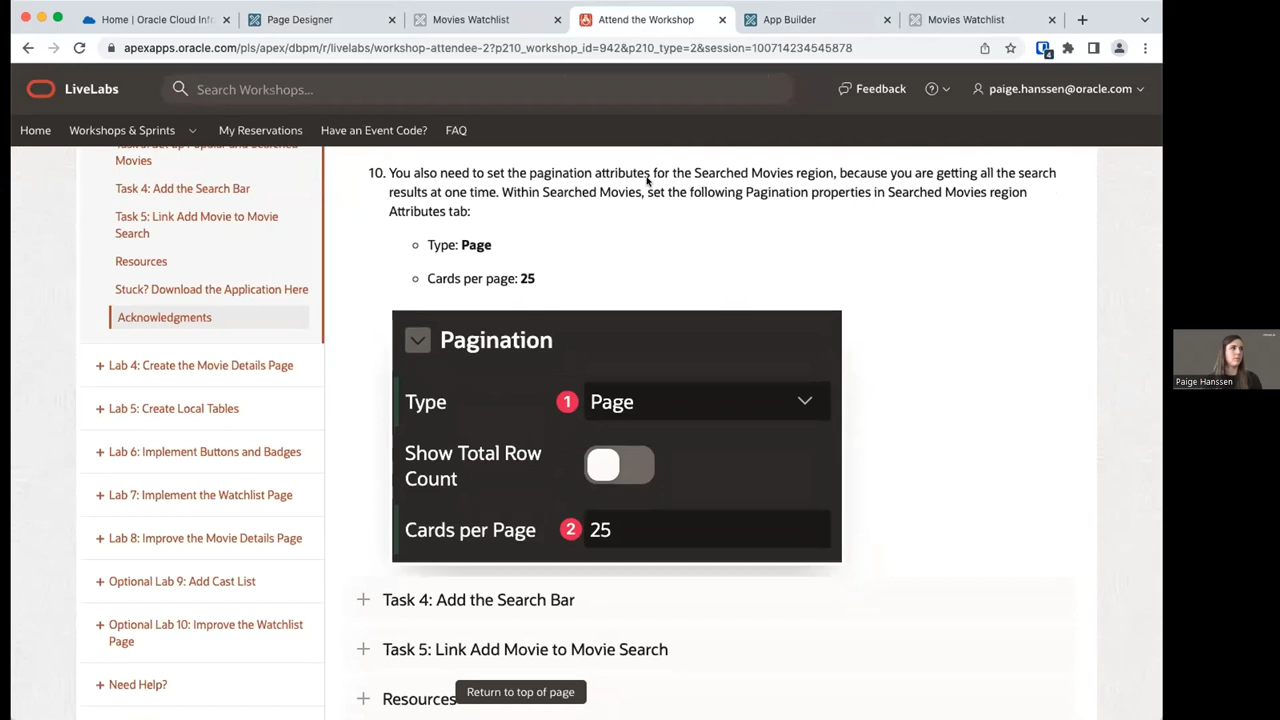 Home | Oracle Cloud Infr
Page Designer
Movies Watchlist
Attend the Workshop
App Builder
Movies Watchlist
apexapps.oracle.com/pls/apex/dbpm/r/livelabs/workshop-attendee-2?p210_workshop_id=942&p210_type=2&session=100714234545878
LiveLabs
Search Workshops...
Feedback
paige.hanssen@oracle.com
Home
Workshops & Sprints
My Reservations
Have an Event Code?
FAQ
Movies
Task 4: Add the Search Bar
Task 5: Link Add Movie to Movie
Search
Resources
Stuck? Download the Application Here
Acknowledgments
+ Lab 4: Create the Movie Details Page
+ Lab 5: Create Local Tables
+ Lab 6: Implement Buttons and Badges
+ Lab 7: Implement the Watchlist Page
+ Lab 8: Improve the Movie Details Page
+ Optional Lab 9: Add Cast List
+ Optional Lab 10: Improve the Watchlist
Page
+ Need Help?
10. You also need to set the pagination attributes for the Searched Movies region, because you are getting all the search
results at one time. Within Searched Movies, set the following Pagination properties in Searched Movies region
Attributes tab:
Type: Page
Cards per page: 25
Pagination
Type 1 Page
Show Total Row
Count
Cards per Page 2 25
+ Task 4: Add the Search Bar
+ Task 5: Link Add Movie to Movie Search
+ Resources
Return to top of page
Paige Hanssen